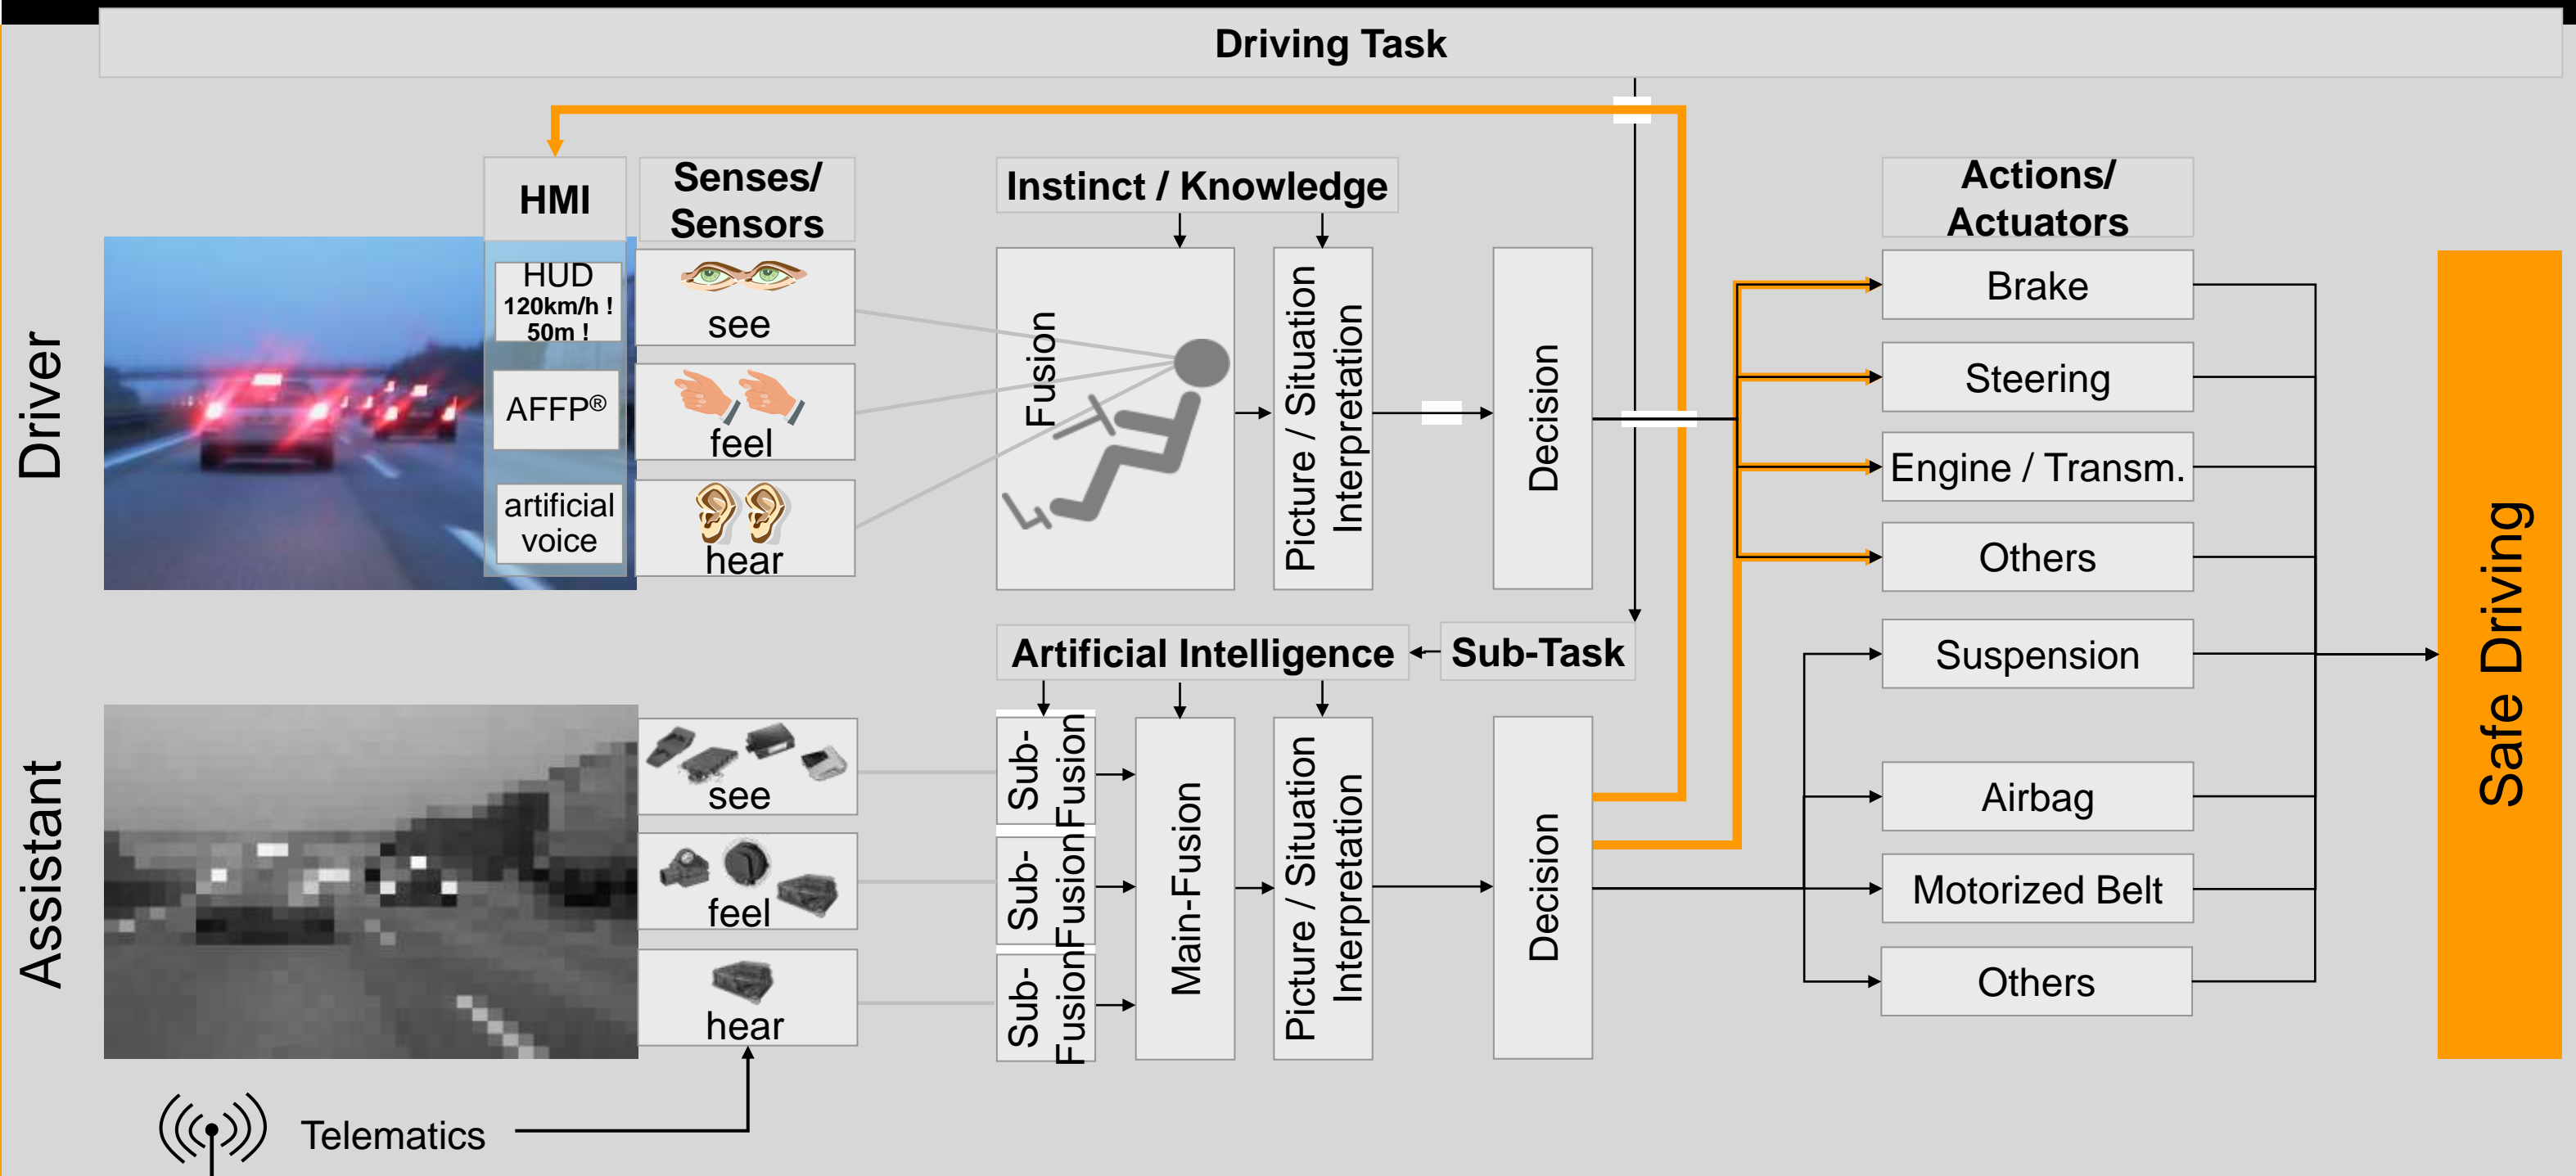 Driving Task
HMI
Senses/
Sensors
Instinct / Knowledge
Actions/
Actuators
Driver
HUD
120km/h !
50m !
AFFP®
artificial
voice
see
feel
hear
Fusion
Picture / Situation
Interpretation
Decision
Brake
Steering
Engine / Transm.
Others
Safe Driving
Artificial Intelligence
Sub-Task
Assistant
see
feel
hear
Sub-
Fusion
Sub-
Fusion
Sub-
Fusion
Main-Fusion
Picture / Situation
Interpretation
Decision
Suspension
Airbag
Motorized Belt
Others
Telematics